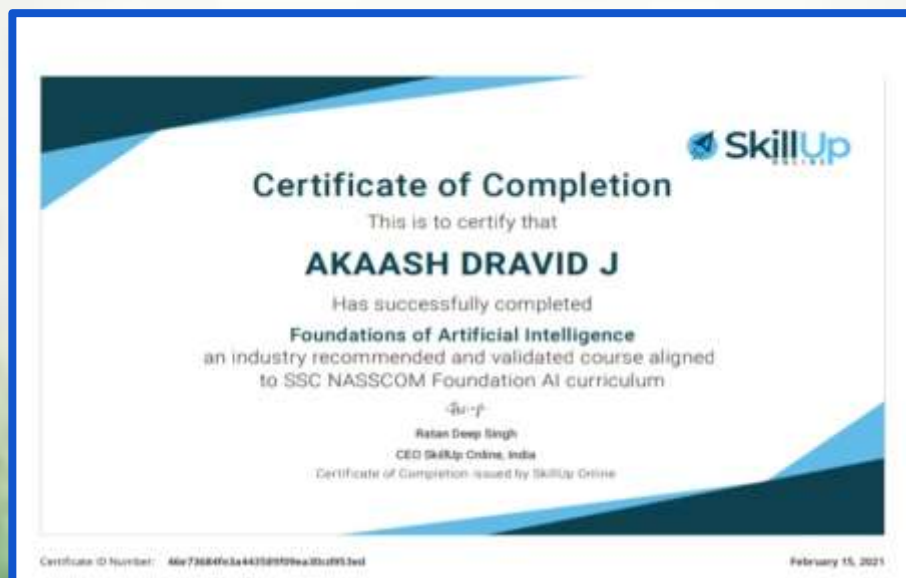 SkillUp
ONLINE
Certificate of Completion
This is to certify that
AKAASH DRAVID J
Has successfully completed
Foundations of Artificial Intelligence
an industry recommended and validated course aligned
to SSC NASSCOM Foundation AI curriculum
Ratan Deep Singh
CEO SkillUp Online, India
Certificate of Completion issued by SkillUp Online
Certificate ID Number:
February 15, 2021